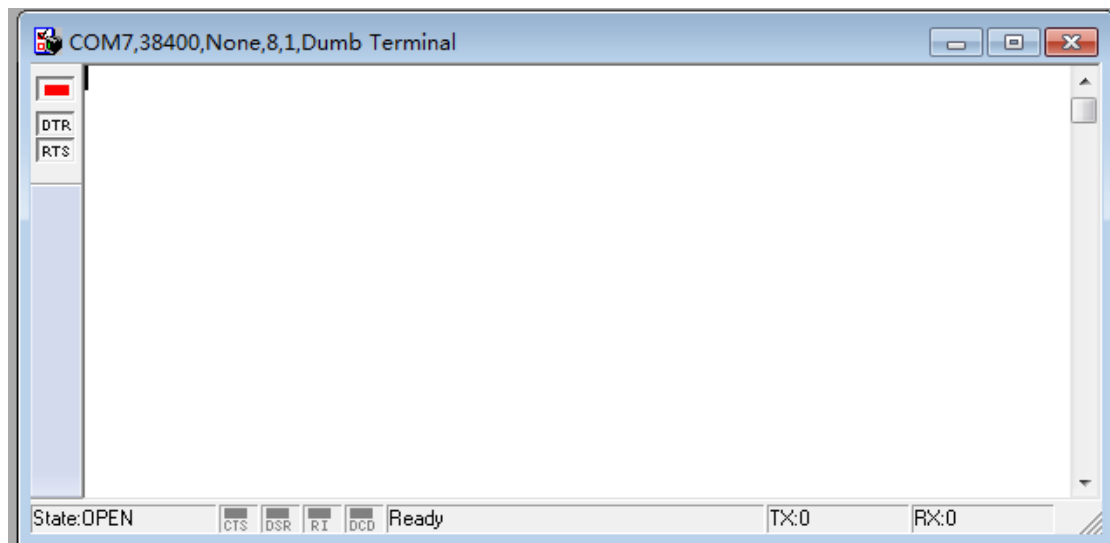 COM7,38400,None,8,1,Dumb Terminal
DTR
RTS
State:OPEN CTS DSR RI DCD Ready TX:0 RX:0